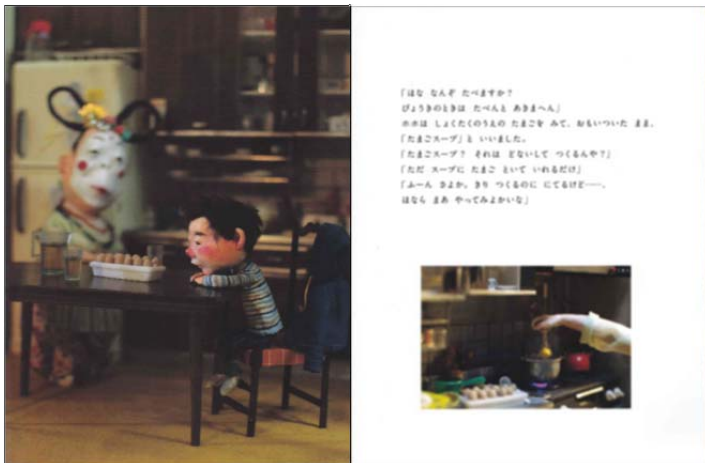 「ほな なんぞ たべますか？
びょうきのときは たべんと あきまへん」
ホホは しょくたくのうえの たまごを みて、おもいついた まま、
「たまごスープ」と いいました。
「たまごスープ？ それは どないして つくるんや？」
「ただ スープに たまご といて いれるだけ」
「ふーん さよか。きり つくるのに にてるけど——。
ほなら まあ やってみよかいな」